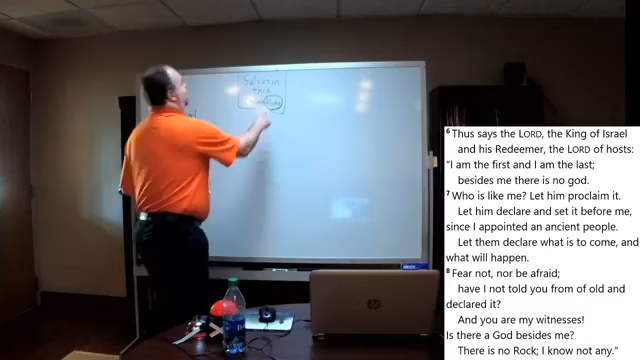 Salvation
thru
⁶ Thus says the LORD, the King of Israel
and his Redeemer, the LORD of hosts:
"I am the first and I am the last;
besides me there is no god.
⁷ Who is like me? Let him proclaim it.
Let him declare and set it before me,
since I appointed an ancient people.
Let them declare what is to come, and
what will happen.
⁸ Fear not, nor be afraid;
have I not told you from of old and
declared it?
And you are my witnesses!
Is there a God besides me?
There is no Rock; I know not any."
hp